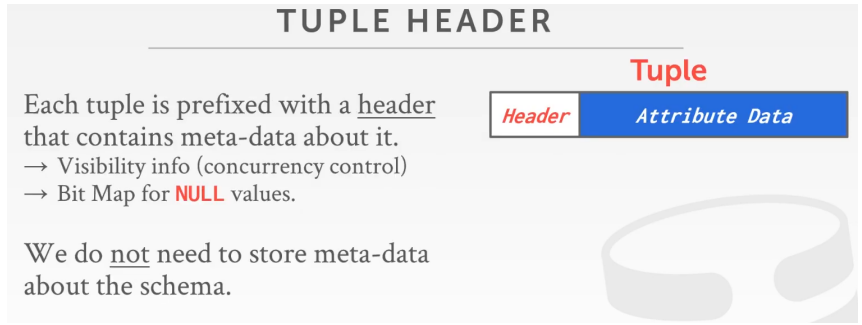 TUPLE HEADER
Each tuple is prefixed with a header
that contains meta-data about it.
→ Visibility info (concurrency control)
→ Bit Map for NULL values.
We do not need to store meta-data
about the schema.
Tuple
Header Attribute Data